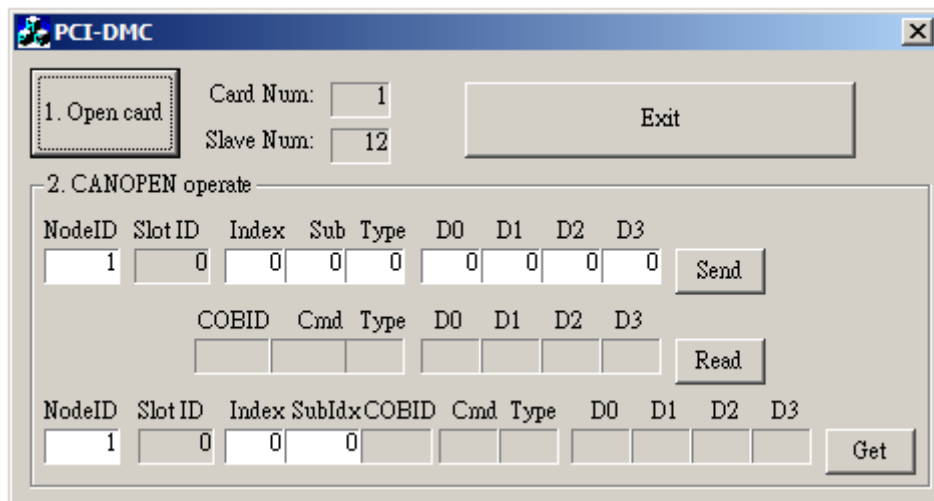 PCI-DMC
1. Open card
Card Num: 1
Exit
Slave Num: 12
2. CANOPEN operate
NodeID Slot ID Index Sub Type D0 D1 D2 D3
1 0 0 0 0 0 0 0 0 Send
COBID Cmd Type D0 D1 D2 D3
Read
NodeID Slot ID Index SubIdx COBID Cmd Type D0 D1 D2 D3
1 0 0 0 Get